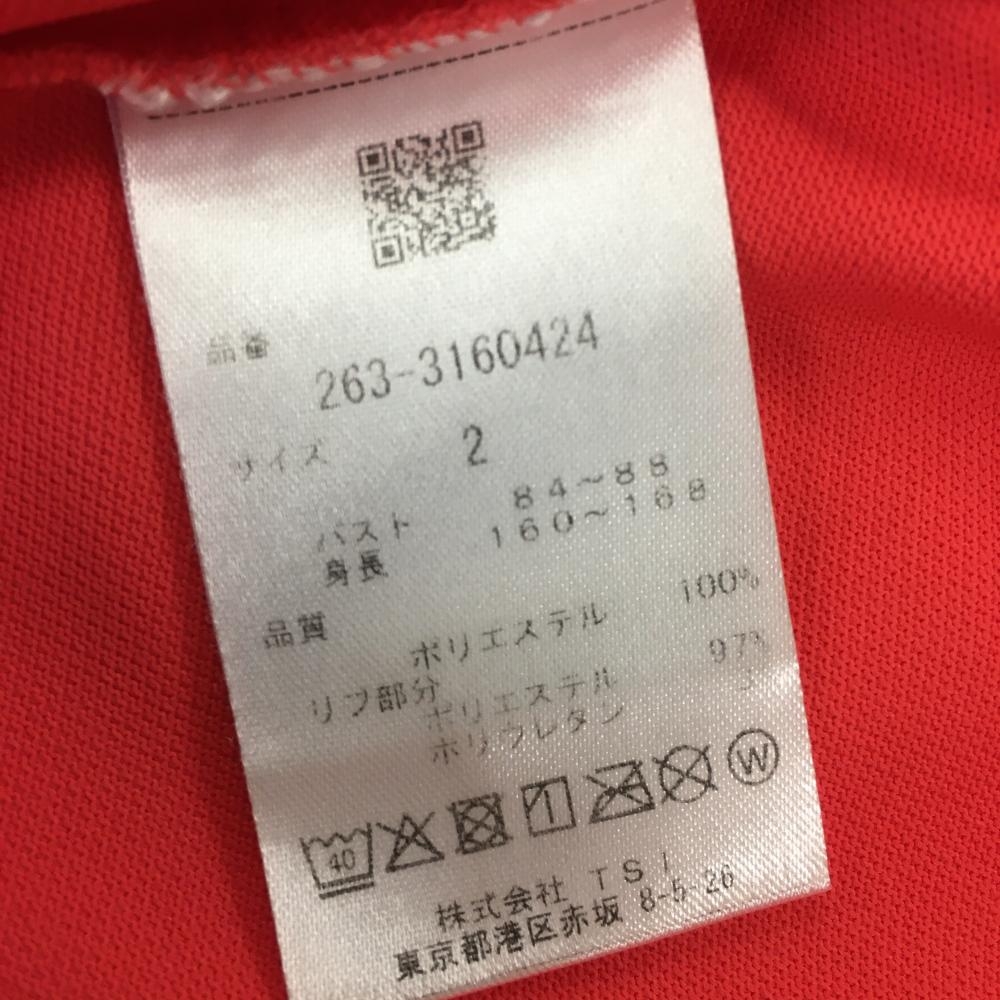 品番
263-3160424
サイズ 2
バスト 84~88
身長 160~168
品質
ポリエステル 100%
リブ部分
ポリエステル 97%
ポリウレタン 3
40
W
株式会社 TSI
東京都港区赤坂 8-5-26